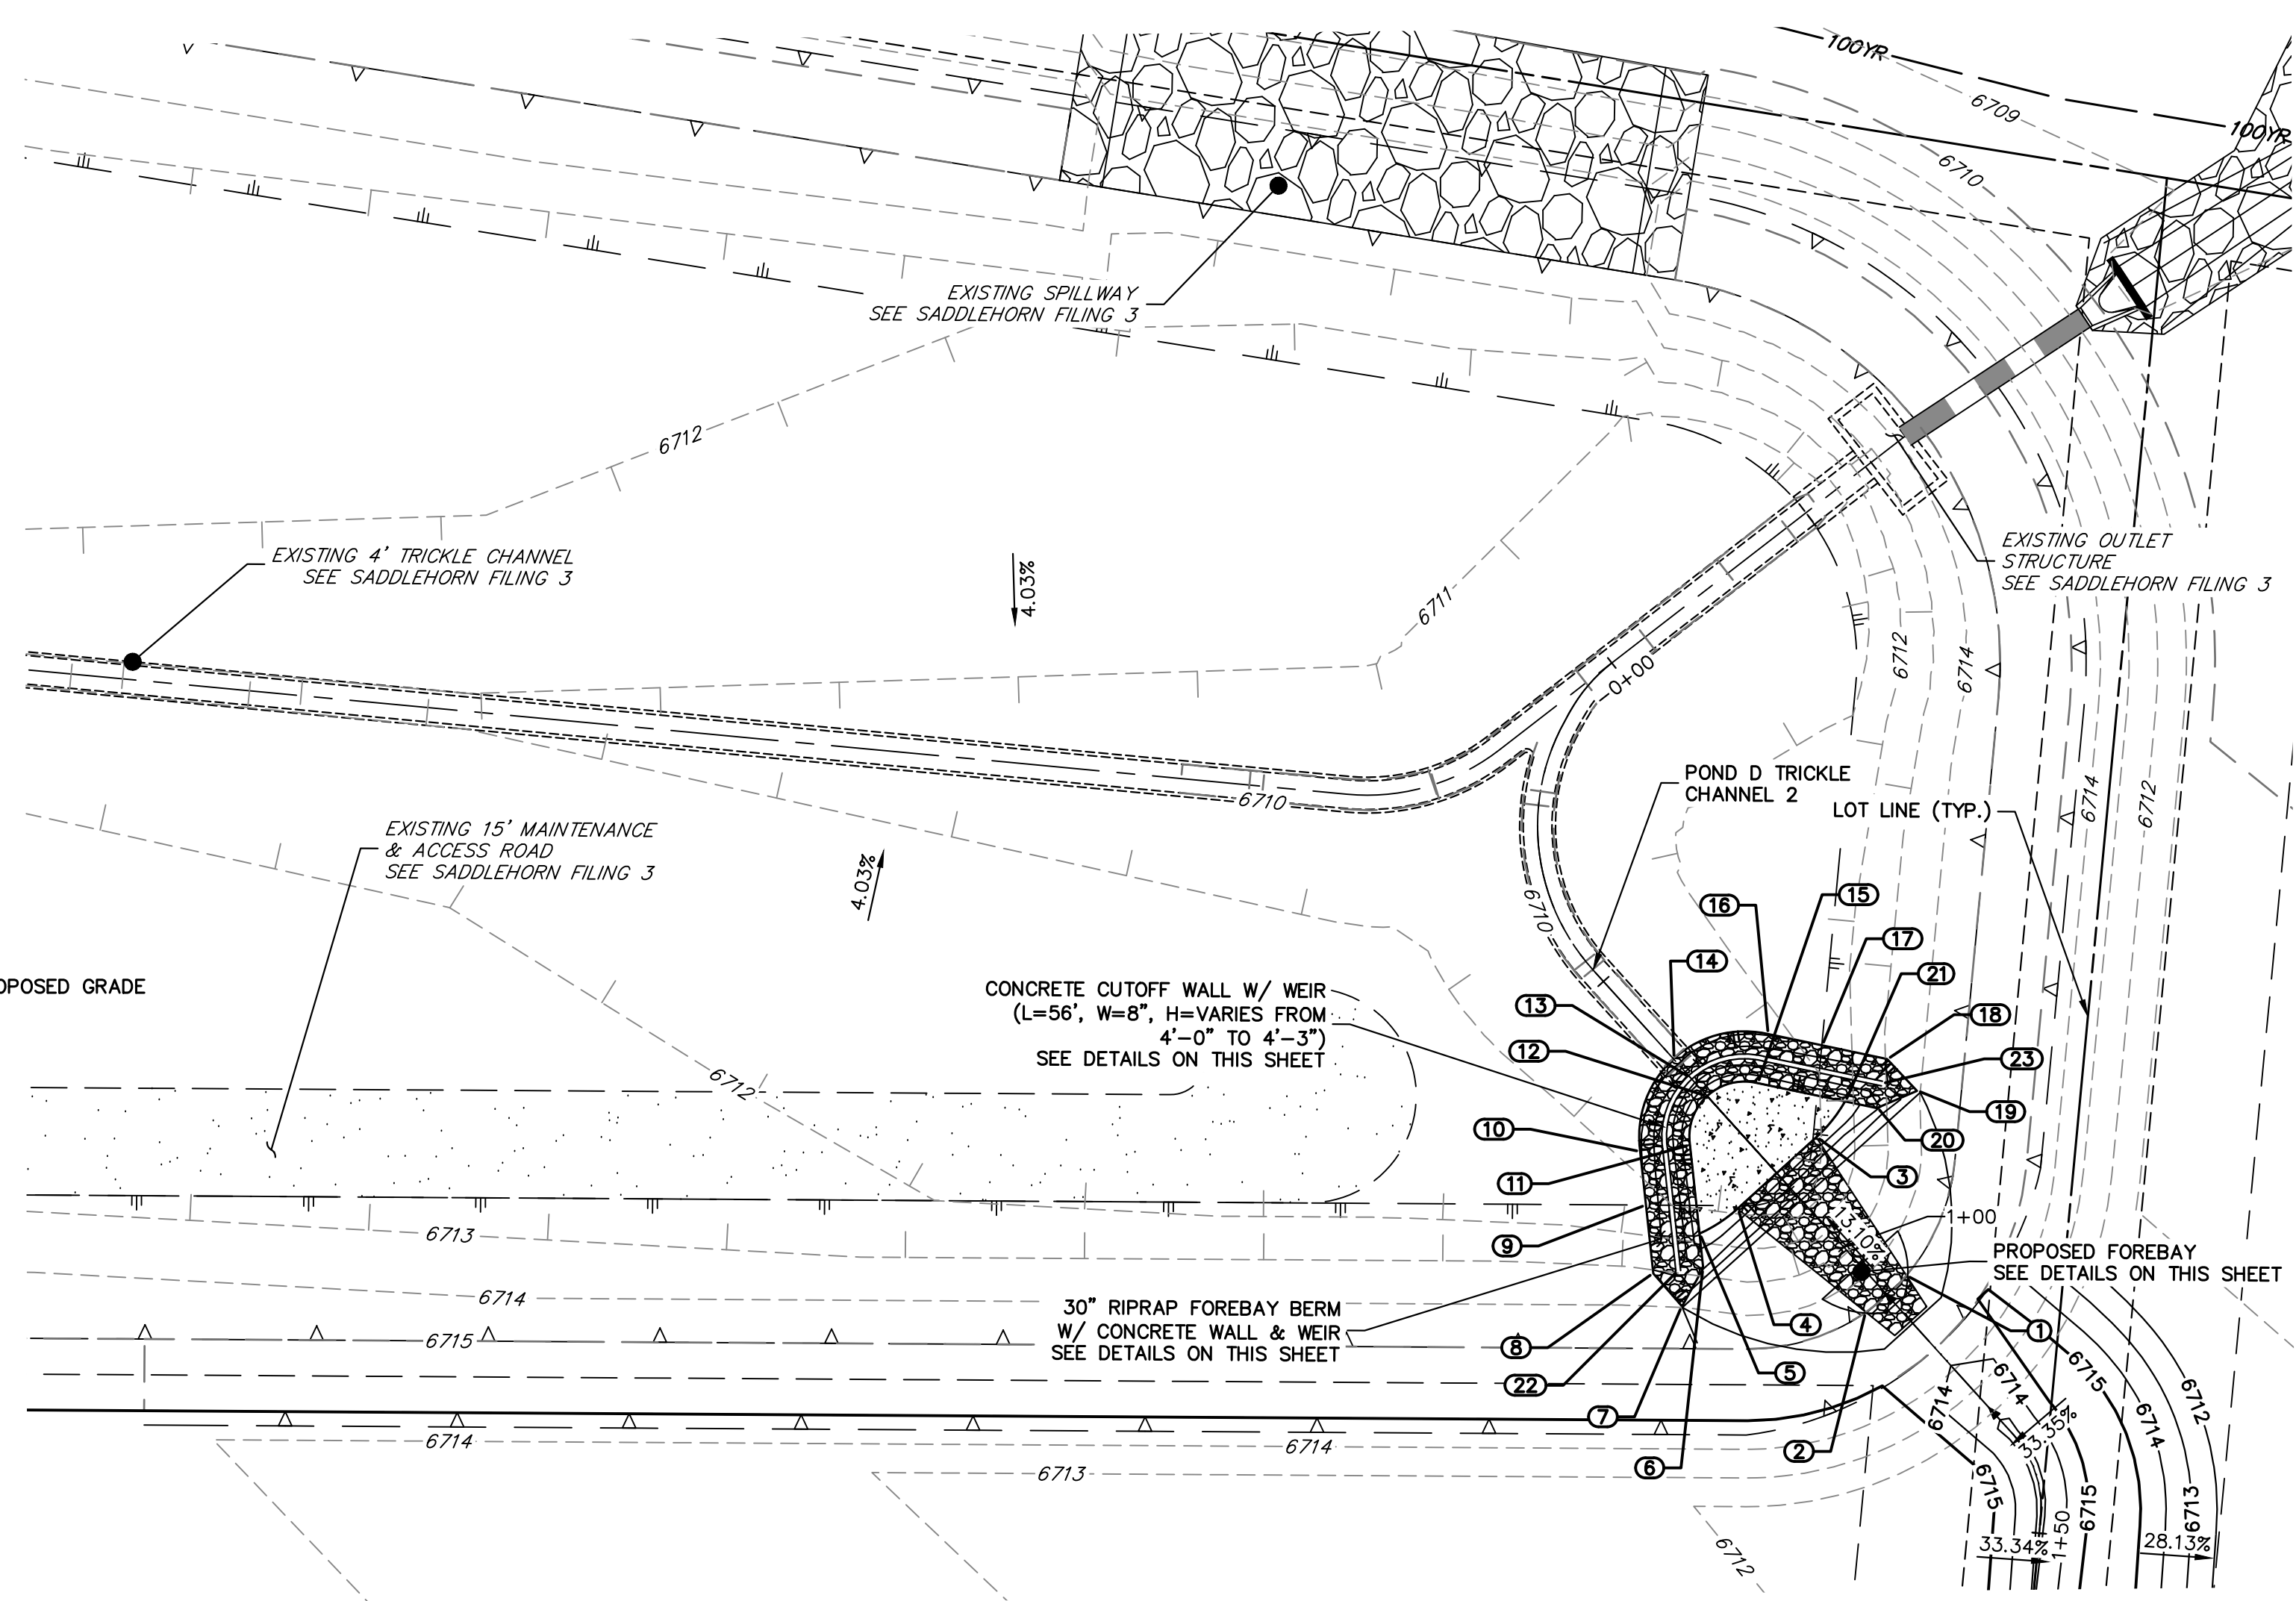 100YR
6709
100YR
6710
EXISTING SPILLWAY
SEE SADDLEHORN FILING 3
6712
EXISTING OUTLET
STRUCTURE
SEE SADDLEHORN FILING 3
EXISTING 4' TRICKLE CHANNEL
SEE SADDLEHORN FILING 3
4.03%
6711
0+00
6712
6714
POND D TRICKLE
CHANNEL 2
LOT LINE (TYP.)
6710
6714
6712
EXISTING 15' MAINTENANCE
& ACCESS ROAD
SEE SADDLEHORN FILING 3
4.03%
6710
16
15
17
14
21
OPOSED GRADE
CONCRETE CUTOFF WALL W/ WEIR
(L=56', W=8", H=VARIES FROM
4'-0" TO 4'-3")
SEE DETAILS ON THIS SHEET
13
18
12
23
6712
19
10
20
11
3
13.10%
1+00
9
6713
PROPOSED FOREBAY
SEE DETAILS ON THIS SHEET
6714
30" RIPRAP FOREBAY BERM
W/ CONCRETE WALL & WEIR
SEE DETAILS ON THIS SHEET
4
1
6715
8
5
22
7
6714
6714
6715
6712
6714
33.35%
6714
6714
6713
6
2
6715
1+50
6715
6713
6712
33.34%
28.13%